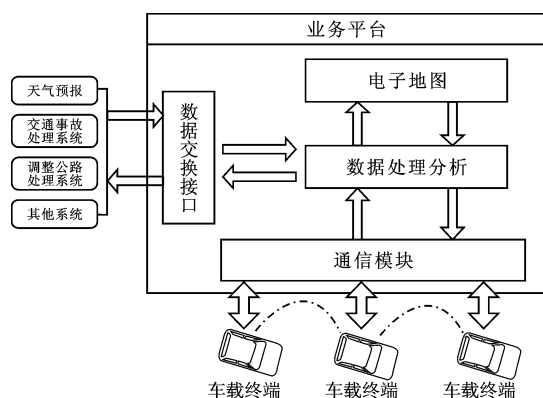 业务平台
天气预报
交通事故
处理系统
调整公路
处理系统
其他系统
数据交换接口
电子地图
数据处理分析
通信模块
车载终端
车载终端
车载终端